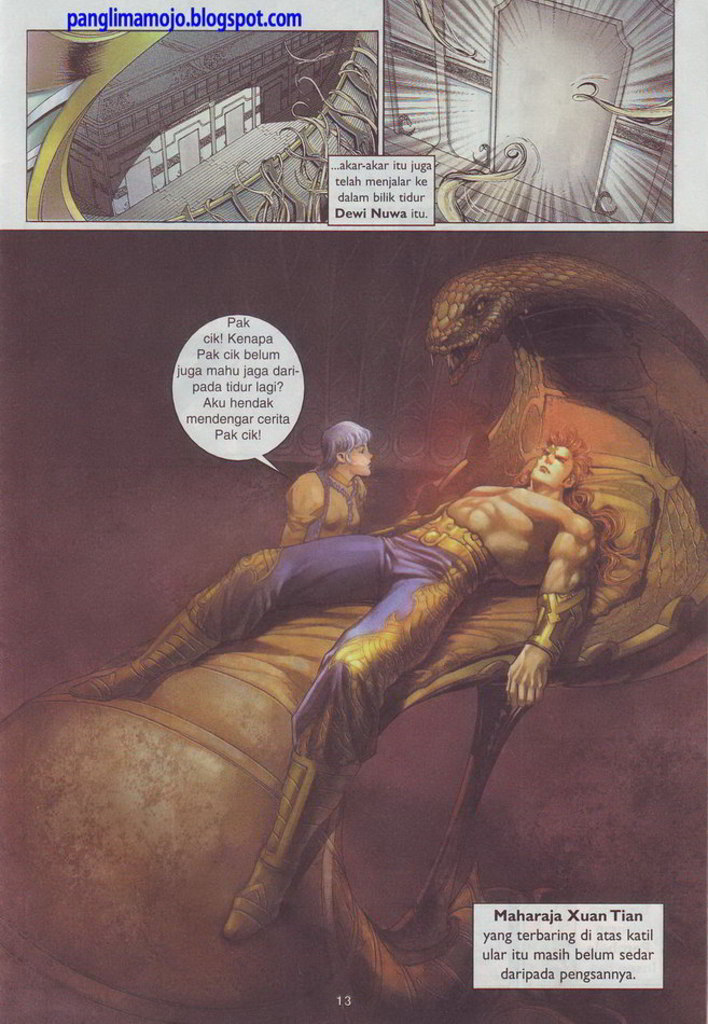 panglimamojo.blogspot.com
...akar-akar itu juga
telah menjalar ke
dalam bilik tidur
Dewi Nuwa itu.
Pak
cik! Kenapa
Pak cik belum
juga mahu jaga dari-
pada tidur lagi?
Aku hendak
mendengar cerita
Pak cik!
Maharaja Xuan Tian
yang terbaring di atas katil
ular itu masih belum sedar
daripada pengsannya.
13